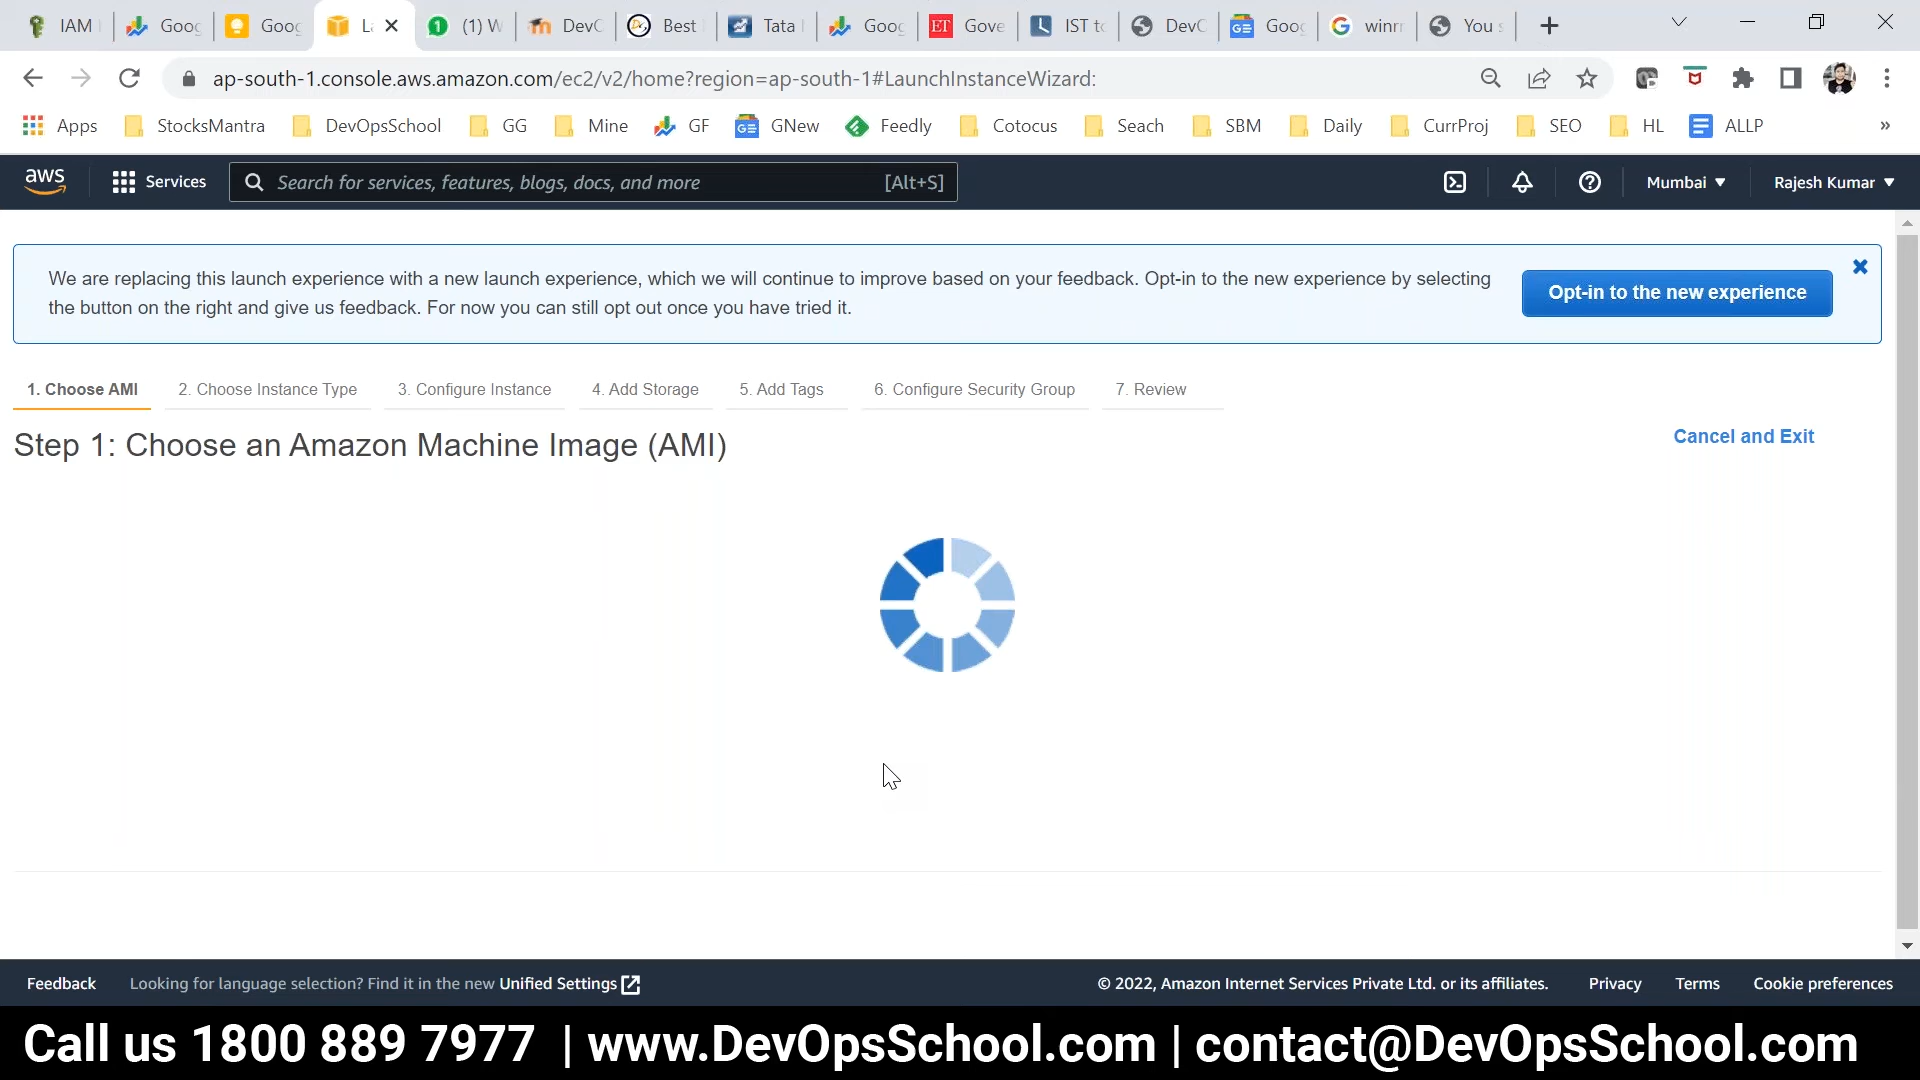 IAM
Goog
Goog
La
(1) W
DevO
Best
Tata
Goog
ET
Gove
IST to
DevO
GE
Goog
winrm
You s
ap-south-1.console.aws.amazon.com/ec2/v2/home?region=ap-south-1#LaunchInstanceWizard:
Apps
StocksMantra
DevOpsSchool
GG
Mine
GF
GNew
Feedly
Cotocus
Seach
SBM
Daily
CurrProj
SEO
HL
ALLP
»
aws
Services
Search for services, features, blogs, docs, and more
[Alt+S]
Mumbai
Rajesh Kumar
We are replacing this launch experience with a new launch experience, which we will continue to improve based on your feedback. Opt-in to the new experience by selecting
the button on the right and give us feedback. For now you can still opt out once you have tried it.
Opt-in to the new experience
1. Choose AMI
2. Choose Instance Type
3. Configure Instance
4. Add Storage
5. Add Tags
6. Configure Security Group
7. Review
Step 1: Choose an Amazon Machine Image (AMI)
Cancel and Exit
Feedback
Looking for language selection? Find it in the new Unified Settings
© 2022, Amazon Internet Services Private Ltd. or its affiliates.
Privacy
Terms
Cookie preferences
Call us 1800 889 7977 | www.DevOpsSchool.com | contact@DevOpsSchool.com